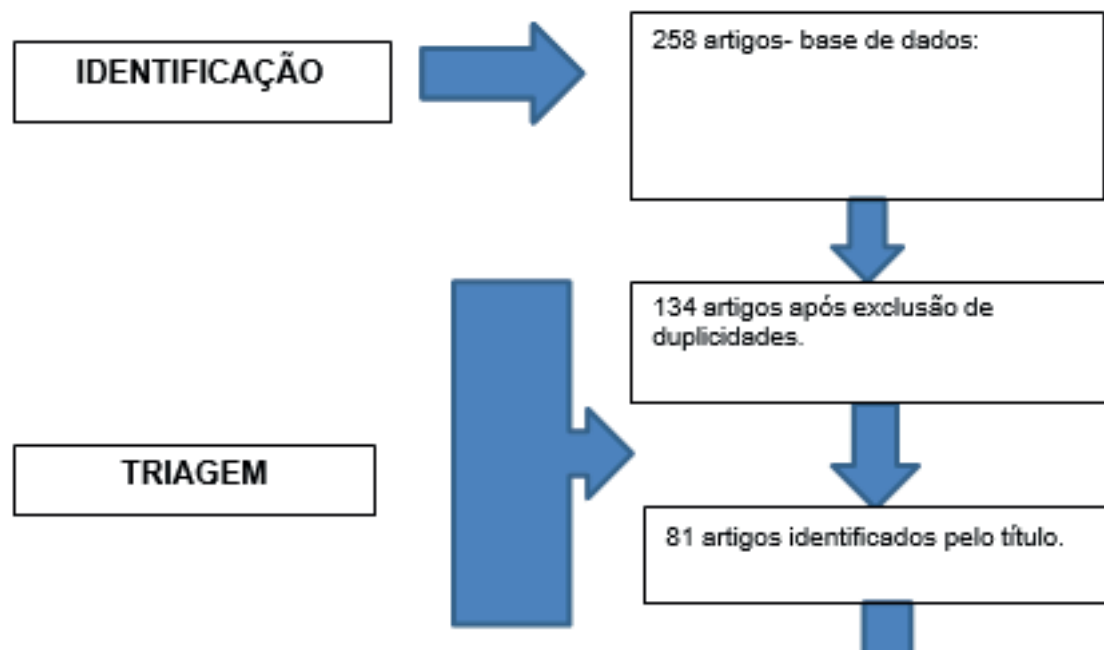 IDENTIFICAÇÃO
258 artigos- base de dados:
134 artigos após exclusão de
duplicidades.
TRIAGEM
81 artigos identificados pelo título.